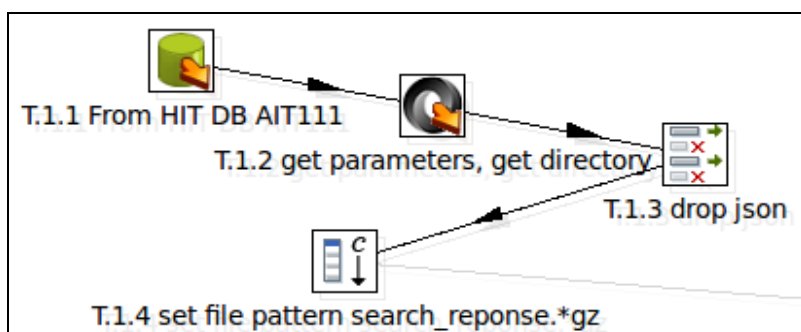 T.1.1 From HIT DB AIT111
T.1.2 get parameters, get directory
T.1.3 drop json
C
T.1.4 set file pattern search_reponse.*gz